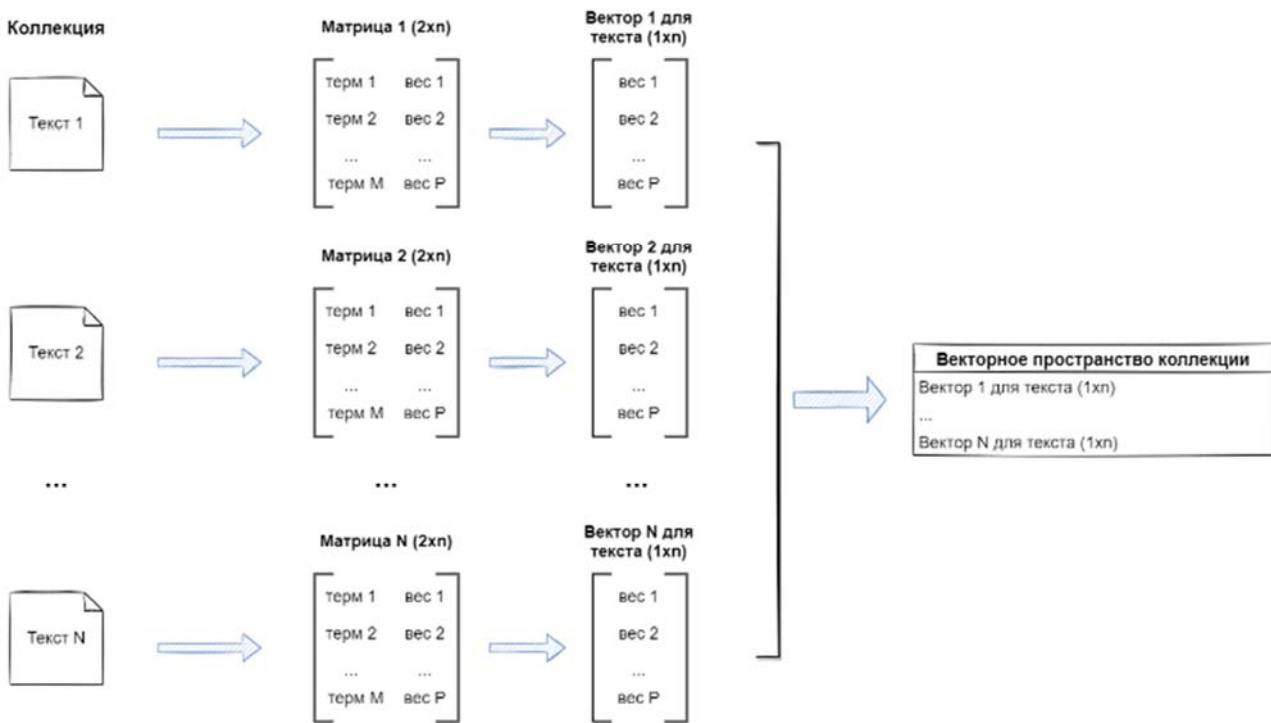 Коллекция
Матрица 1 (2xn)
Вектор 1 для
текста (1xn)
Текст 1
терм 1 вес 1
терм 2 вес 2
... ...
терм M вес P
вес 1
вес 2
...
вес P
Матрица 2 (2xn)
Вектор 2 для
текста (1xn)
Текст 2
терм 1 вес 1
терм 2 вес 2
... ...
терм M вес P
вес 1
вес 2
...
вес P
Векторное пространство коллекции
Вектор 1 для текста (1xn)
...
Вектор N для текста (1xn)
... ... ...
Матрица N (2xn)
Вектор N для
текста (1xn)
Текст N
терм 1 вес 1
терм 2 вес 2
... ...
терм M вес P
вес 1
вес 2
...
вес P